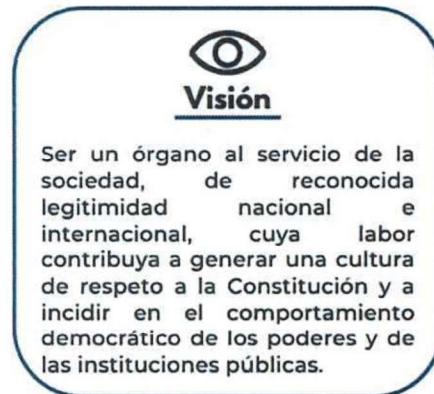 Visión
Ser un órgano al servicio de la
sociedad, de reconocida
legitimidad nacional e
internacional, cuya labor
contribuya a generar una cultura
de respeto a la Constitución y a
incidir en el comportamiento
democrático de los poderes y de
las instituciones públicas.